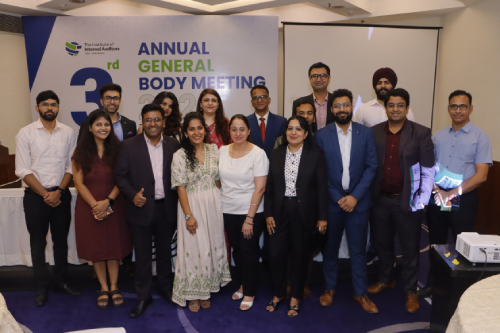 The Institute of
Internal Auditors
3rd
ANNUAL
GENERAL
BODY MEETING